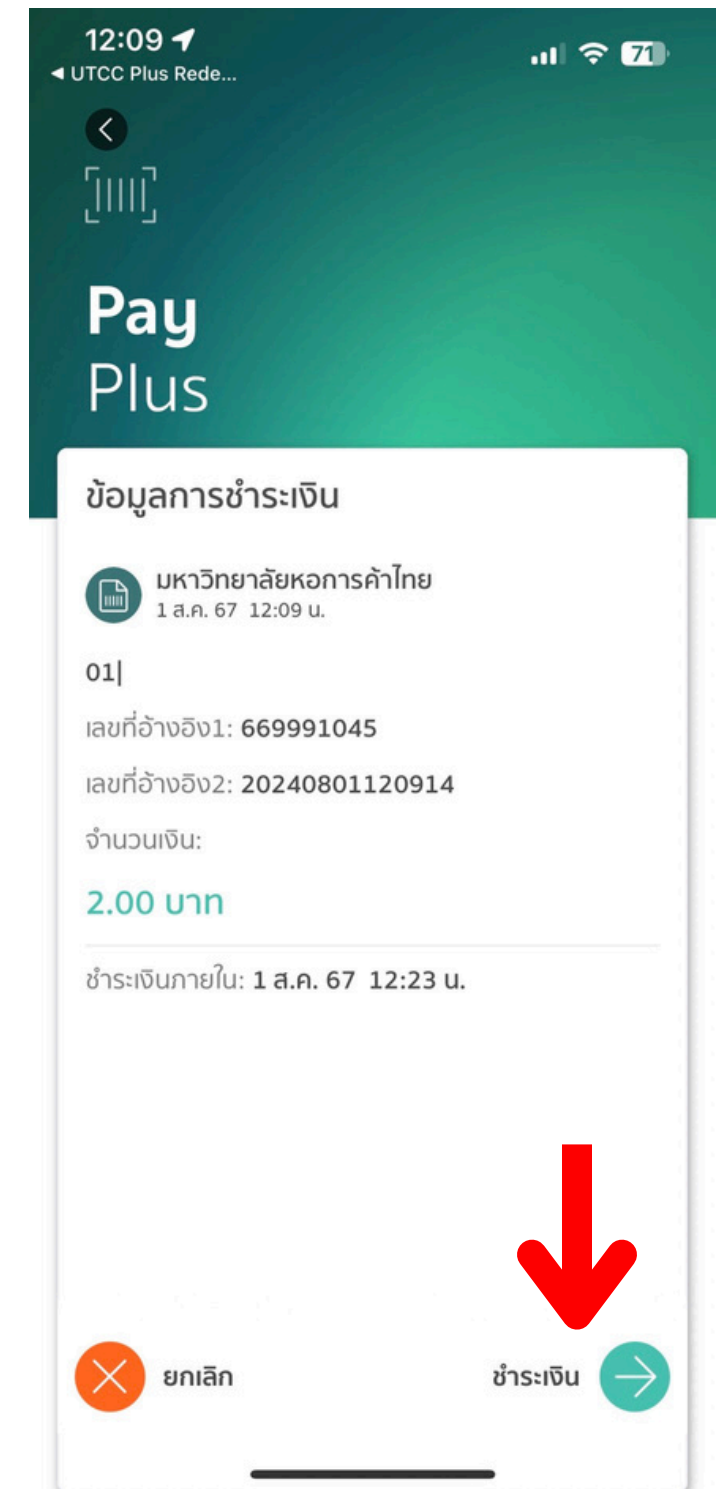 12:09
71
◀ UTCC Plus Rede...
Pay
Plus
ข้อมูลการชำระเงิน
มหาวิทยาลัยหอการค้าไทย
1 ส.ค. 67 12:09 น.
01|
เลขที่อ้างอิง1: 669991045
เลขที่อ้างอิง2: 20240801120914
จำนวนเงิน:
2.00 บาท
ชำระเงินภายใน: 1 ส.ค. 67 12:23 น.
ยกเลิก
ชำระเงิน